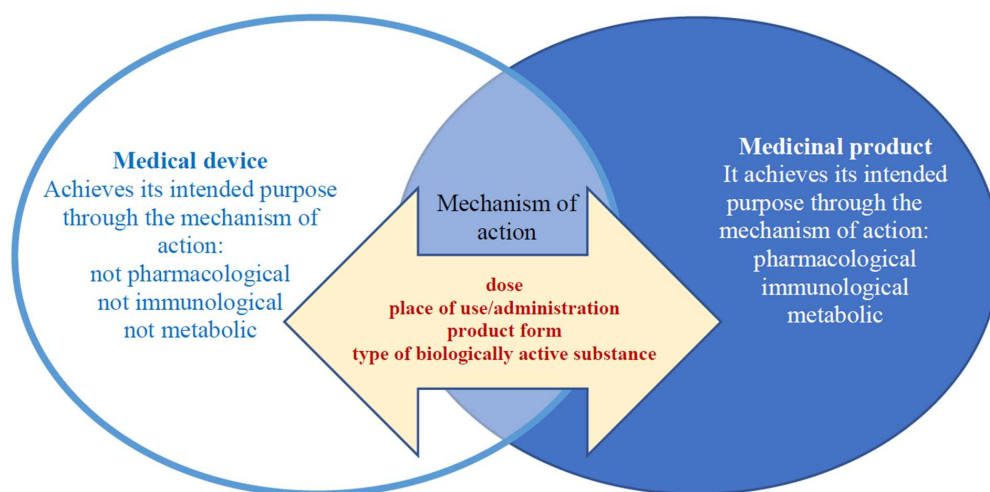 Medical device
Achieves its intended purpose
through the mechanism of
action:
not pharmacological
not immunological
not metabolic
Mechanism of
action
dose
place of use/administration
product form
type of biologically active substance
Medicinal product
It achieves its intended
purpose through the
mechanism of action:
pharmacological
immunological
metabolic